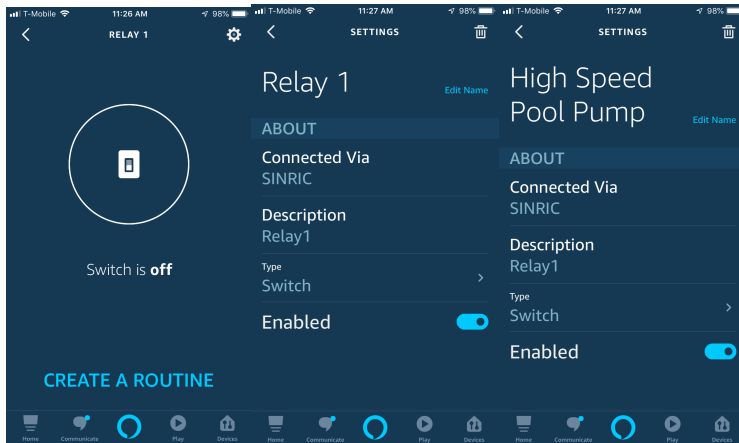 T-Mobile 11:26 AM 98%
RELAY 1
Switch is off
CREATE A ROUTINE
Home Communicate Play Devices
T-Mobile 11:27 AM 98%
SETTINGS
Relay 1
Edit Name
ABOUT
Connected Via
SINRIC
Description
Relay1
Type
Switch
Enabled
Home Communicate Play Devices
T-Mobile 11:27 AM 98%
SETTINGS
High Speed
Pool Pump
Edit Name
ABOUT
Connected Via
SINRIC
Description
Relay1
Type
Switch
Enabled
Home Communicate Play Devices